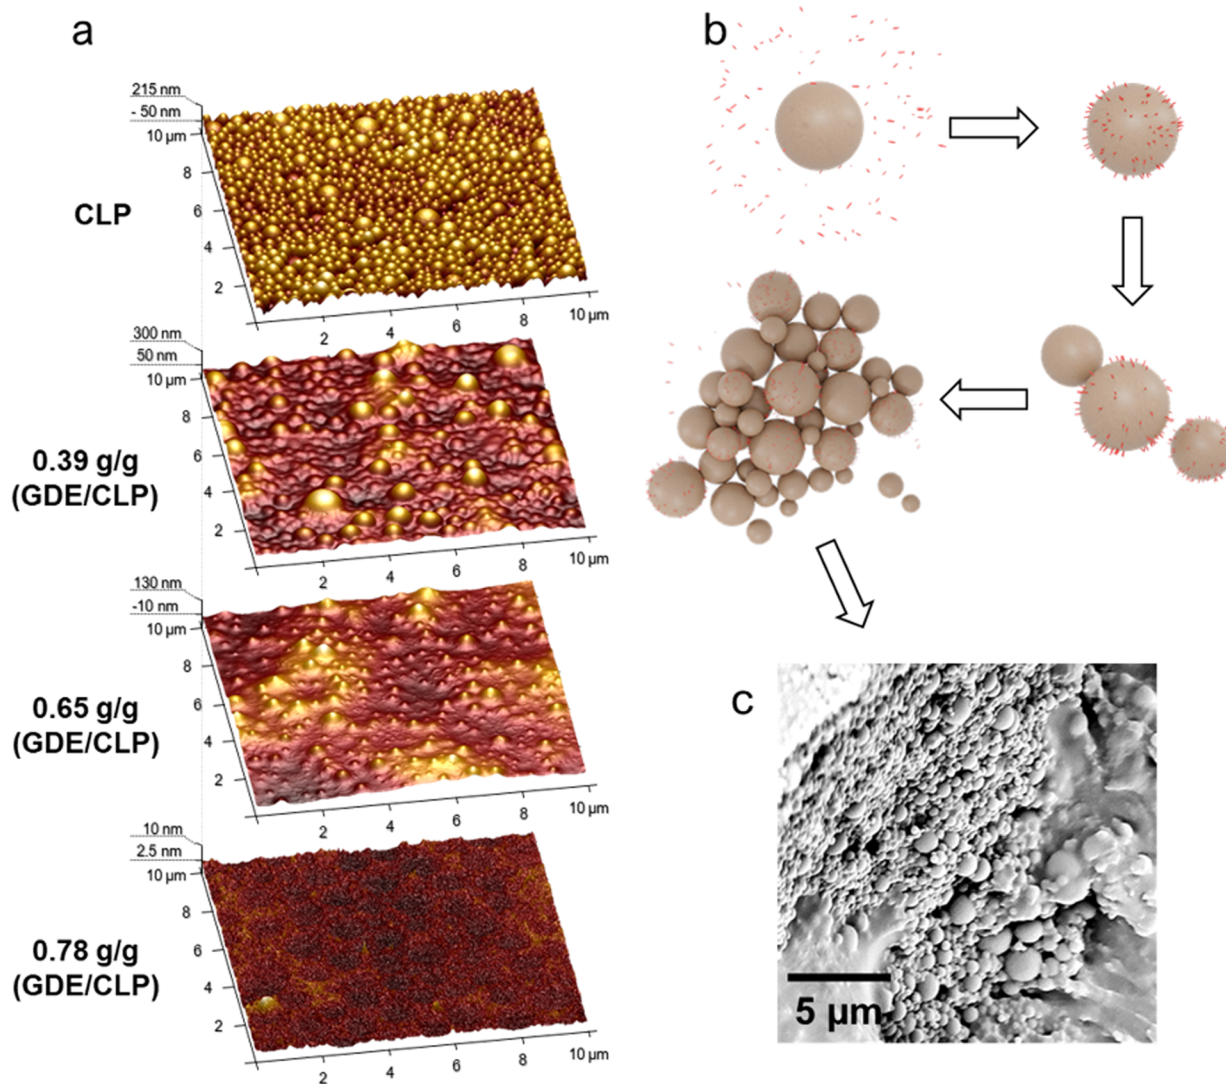 a
215 nm
- 50 nm
10 µm
8
6
4
2
CLP
2
4
6
8
10 µm
300 nm
50 nm
10 µm
8
6
4
2
0.39 g/g
(GDE/CLP)
2
4
6
8
10 µm
130 nm
-10 nm
10 µm
8
6
4
2
0.65 g/g
(GDE/CLP)
2
4
6
8
10 µm
10 nm
2.5 nm
10 µm
8
6
4
2
0.78 g/g
(GDE/CLP)
2
4
6
8
10 µm
b
c
5 µm